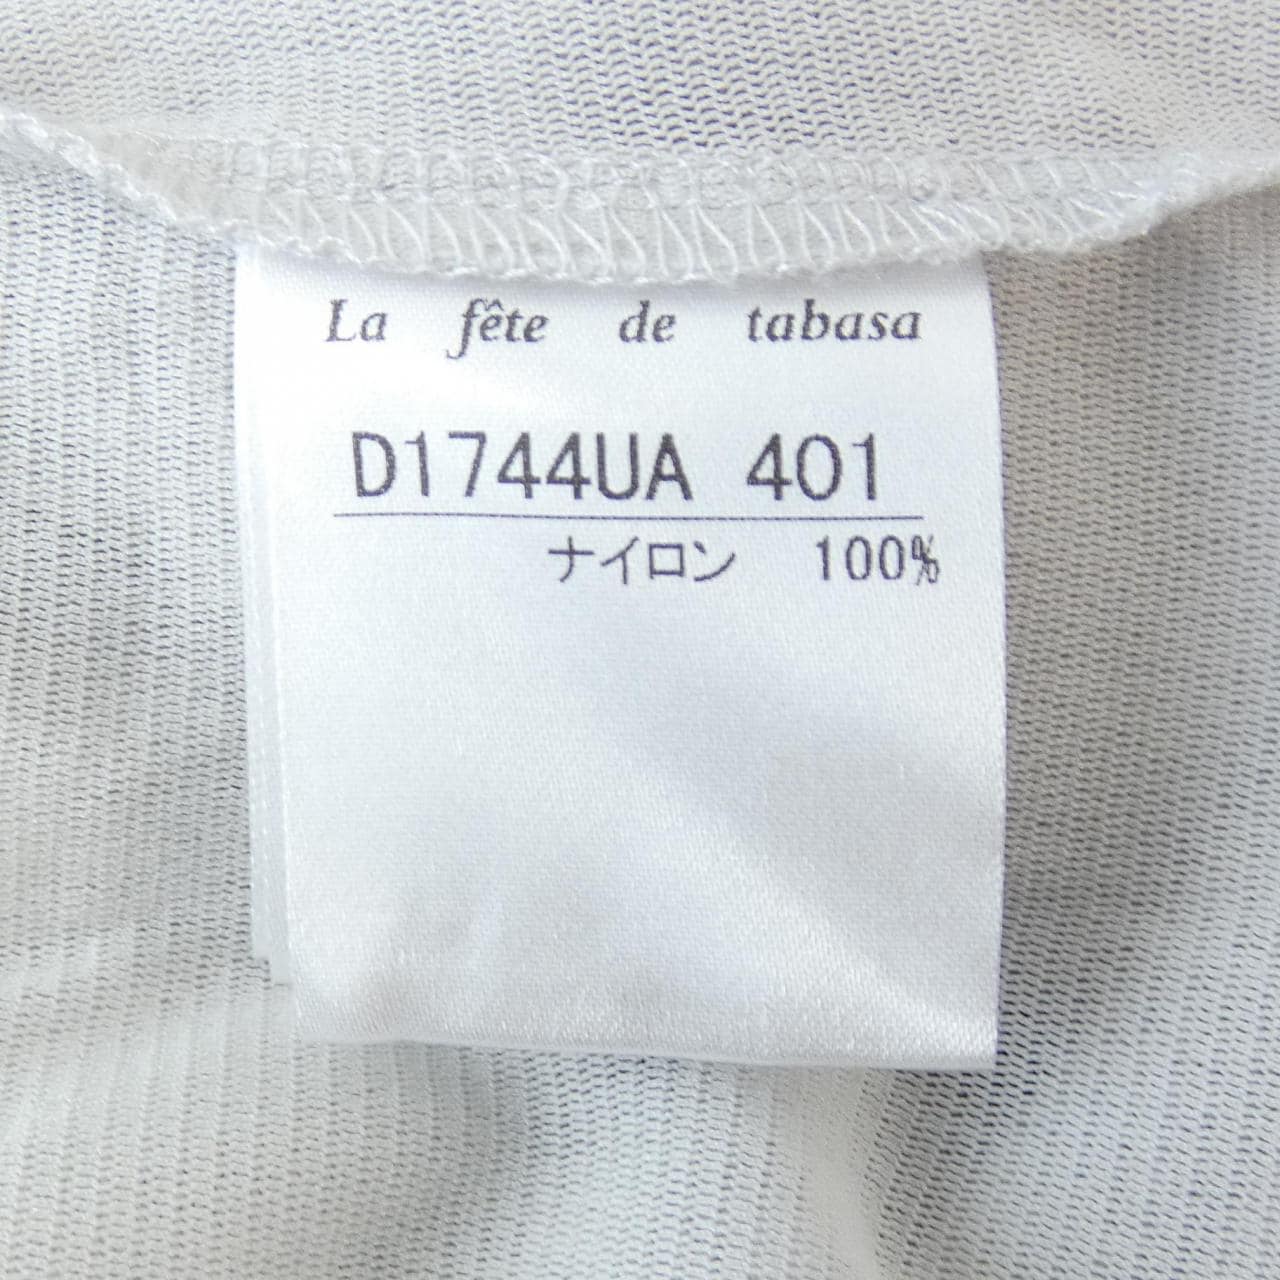 La fête de tabasa
D1744UA 401
ナイロン 100%